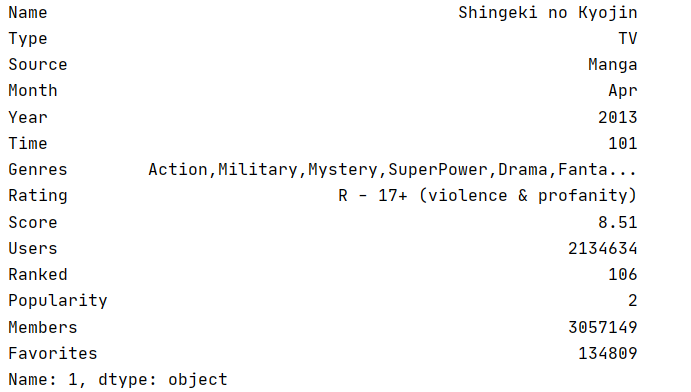 Name Shingeki no Kyojin
Type TV
Source Manga
Month Apr
Year 2013
Time 101
Genres Action,Military,Mystery,SuperPower,Drama,Fanta...
Rating R - 17+ (violence & profanity)
Score 8.51
Users 2134634
Ranked 106
Popularity 2
Members 3057149
Favorites 134809
Name: 1, dtype: object